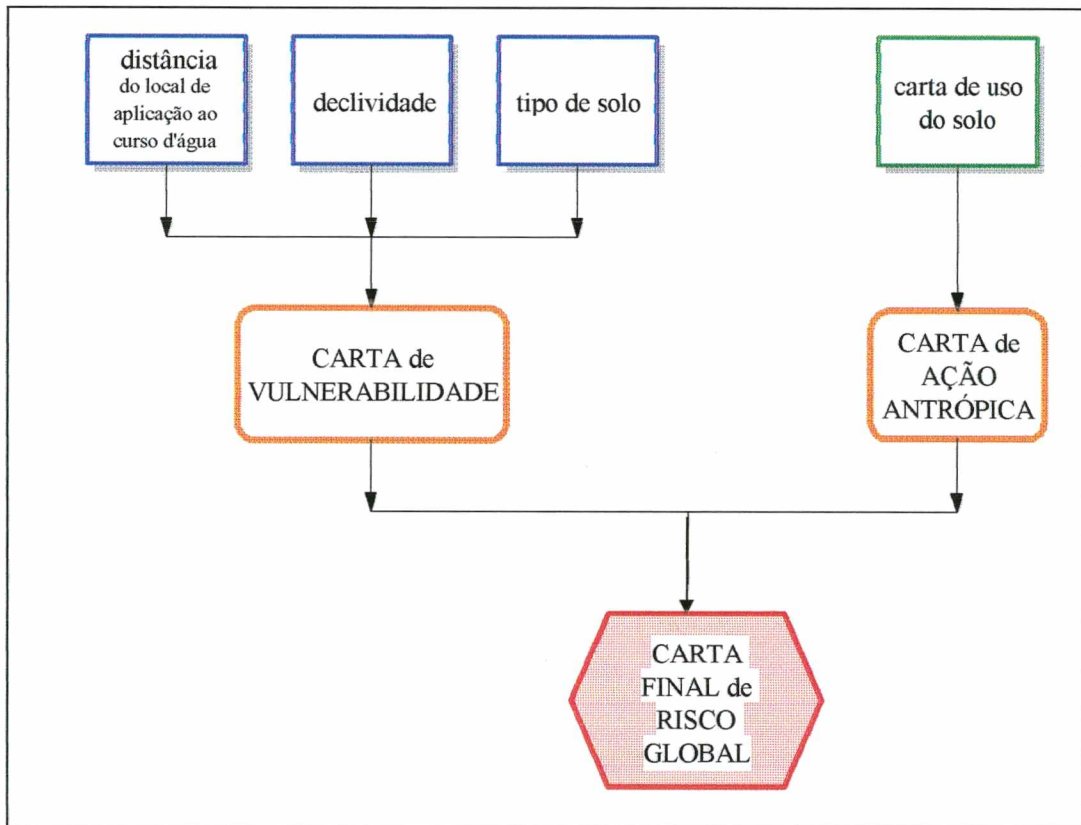 distância
do local de
aplicação ao
curso d'água
declividade
tipo de solo
carta de uso
do solo
CARTA de
VULNERABILIDADE
CARTA de
AÇÃO
ANTRÓPICA
CARTA
FINAL de
RISCO
GLOBAL